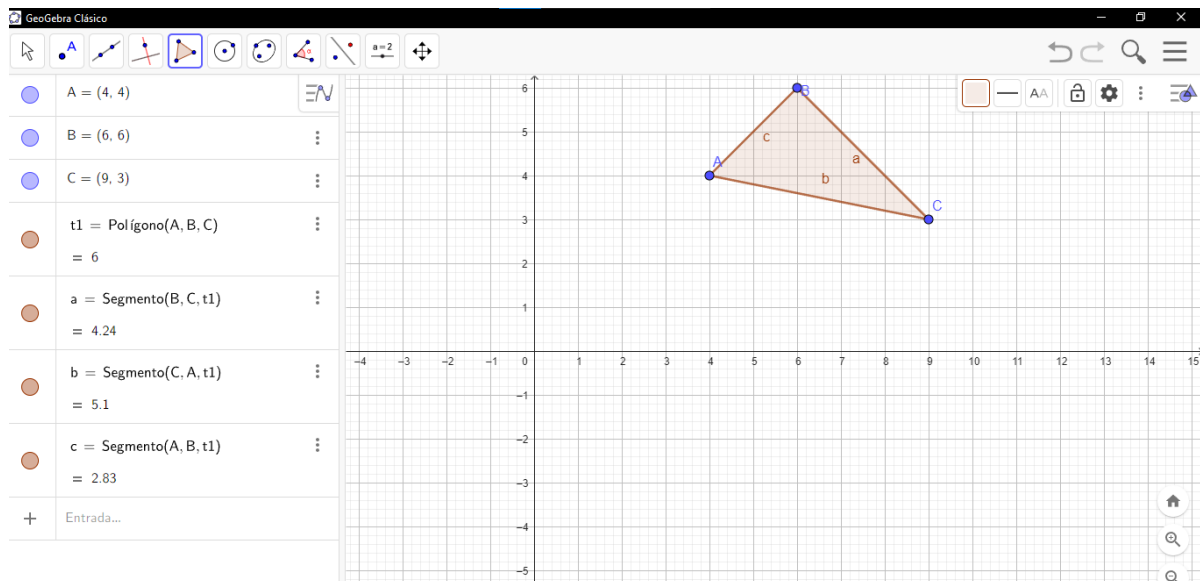 GeoGebra Clásico
A
a = 2
A = (4, 4)
B = (6, 6)
C = (9, 3)
t1 = Polígono(A, B, C)
= 6
a = Segmento(B, C, t1)
= 4.24
b = Segmento(C, A, t1)
= 5.1
c = Segmento(A, B, t1)
= 2.83
Entrada...
AA
6
5
4
3
2
1
0
–1
–2
–3
–4
–5
–4 –3 –2 –1 0 1 2 3 4 5 6 7 8 9 10 11 12 13 14 15
B
c
a
A
b
C